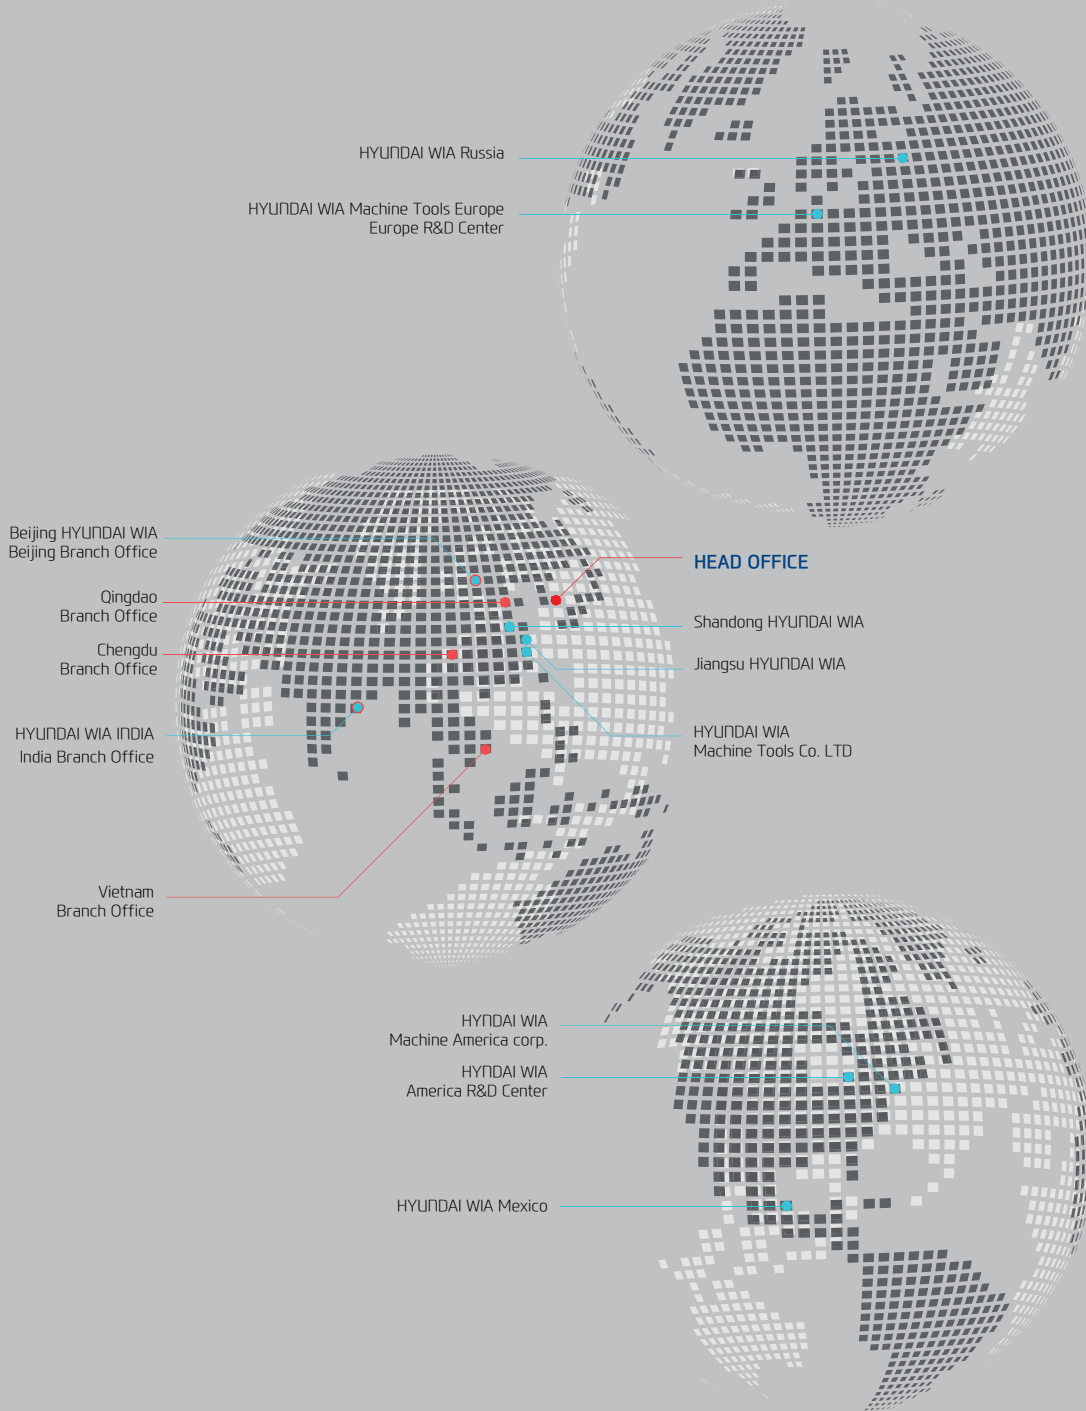 HYUNDAI WIA Russia
HYUNDAI WIA Machine Tools Europe
Europe R&D Center
Beijing HYUNDAI WIA
Beijing Branch Office
Qingdao
Branch Office
Chengdu
Branch Office
HYUNDAI WIA INDIA
India Branch Office
Vietnam
Branch Office
HEAD OFFICE
Shandong HYUNDAI WIA
Jiangsu HYUNDAI WIA
HYUNDAI WIA
Machine Tools Co. LTD
HYNDAI WIA
Machine America corp.
HYNDAI WIA
America R&D Center
HYUNDAI WIA Mexico